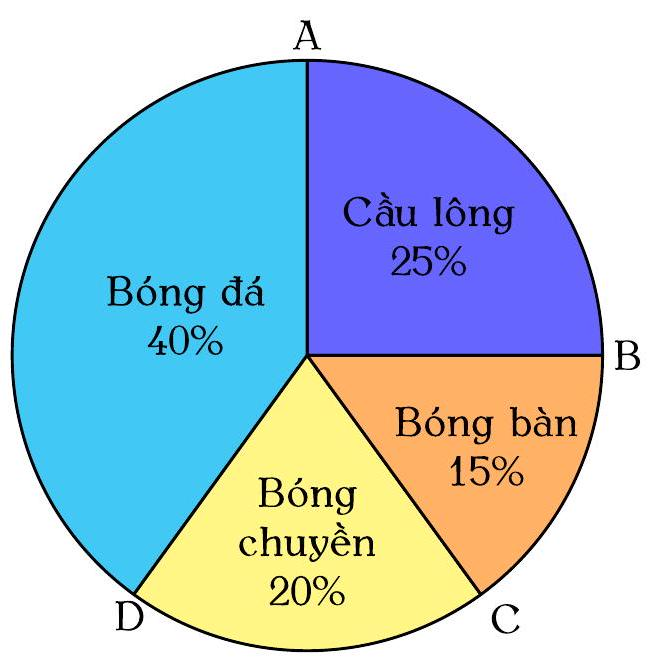 A
Cầu lông
25%
Bóng đá
40%
B
Bóng bàn
15%
Bóng
chuyền
20%
D
C